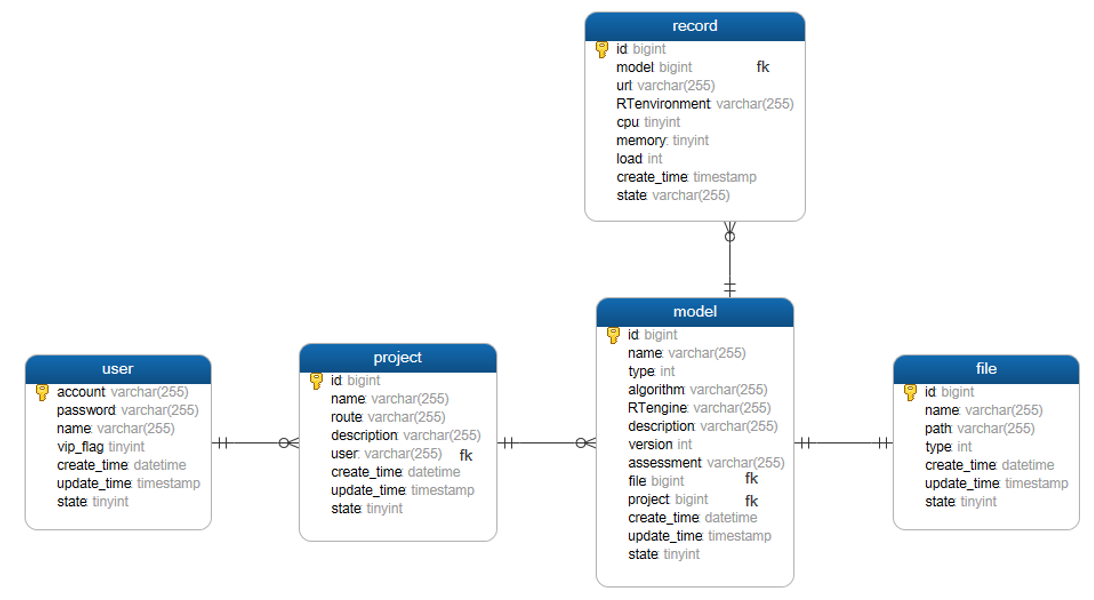 record
id: bigint
model: bigint fk
url: varchar(255)
RTenvironment: varchar(255)
cpu: tinyint
memory: tinyint
load: int
create_time: timestamp
state: varchar(255)
user
account: varchar(255)
password: varchar(255)
name: varchar(255)
vip_flag: tinyint
create_time: datetime
update_time: timestamp
state: tinyint
project
id: bigint
name: varchar(255)
route: varchar(255)
description: varchar(255)
user: varchar(255) fk
create_time: datetime
update_time: timestamp
state: tinyint
model
id: bigint
name: varchar(255)
type: int
algorithm: varchar(255)
RTengine: varchar(255)
description: varchar(255)
version: int
assessment: varchar(255)
file: bigint fk
project: bigint fk
create_time: datetime
update_time: timestamp
state: tinyint
file
id: bigint
name: varchar(255)
path: varchar(255)
type: int
create_time: datetime
update_time: timestamp
state: tinyint